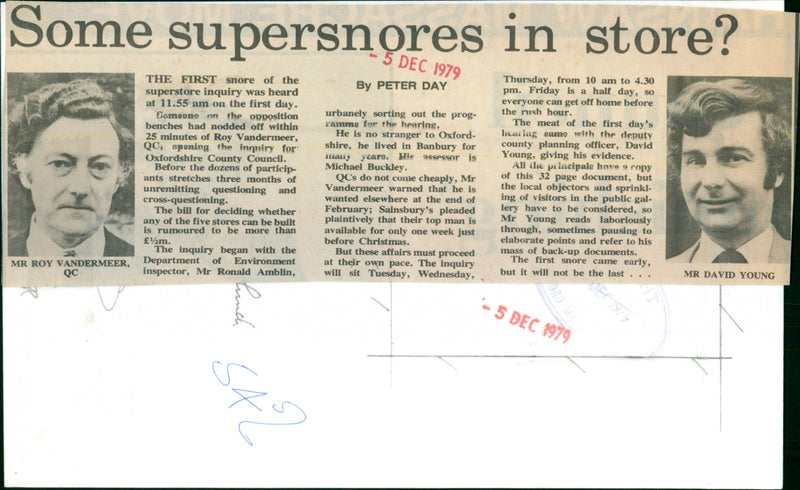 Some supersnores in store?
- 5 DEC 1979
THE FIRST snore of the
superstore inquiry was heard
at 11.55 am on the first day.
Someone on the opposition
benches had nodded off within
25 minutes of Roy Vandermeer,
QC, opening the inquiry for
Oxfordshire County Council.
Before the dozens of particip-
ants stretches three months of
unremitting questioning and
cross-questioning.
The bill for deciding whether
any of the five stores can be built
is rumoured to be more than
£½m.
The inquiry began with the
Department of Environment
inspector, Mr Ronald Amblin,
By PETER DAY
urbanely sorting out the prog-
ramme for the hearing.
He is no stranger to Oxford-
shire, he lived in Banbury for
many years. His assessor is
Michael Buckley.
QCs do not come cheaply, Mr
Vandermeer warned that he is
wanted elsewhere at the end of
February; Sainsbury's pleaded
plaintively that their top man is
available for only one week just
before Christmas.
But these affairs must proceed
at their own pace. The inquiry
will sit Tuesday, Wednesday,
Thursday, from 10 am to 4.30
pm. Friday is a half day, so
everyone can get off home before
the rush hour.
The meat of the first day's
hearing came with the deputy
county planning officer, David
Young, giving his evidence.
All the principals have a copy
of this 32 page document, but
the local objectors and sprinkl-
ing of visitors in the public gal-
lery have to be considered, so
Mr Young reads laboriously
through, sometimes pausing to
elaborate points and refer to his
mass of back-up documents.
The first snore came early,
but it will not be the last . . .
MR ROY VANDERMEER,
QC
MR DAVID YOUNG
- 5 DEC 1979